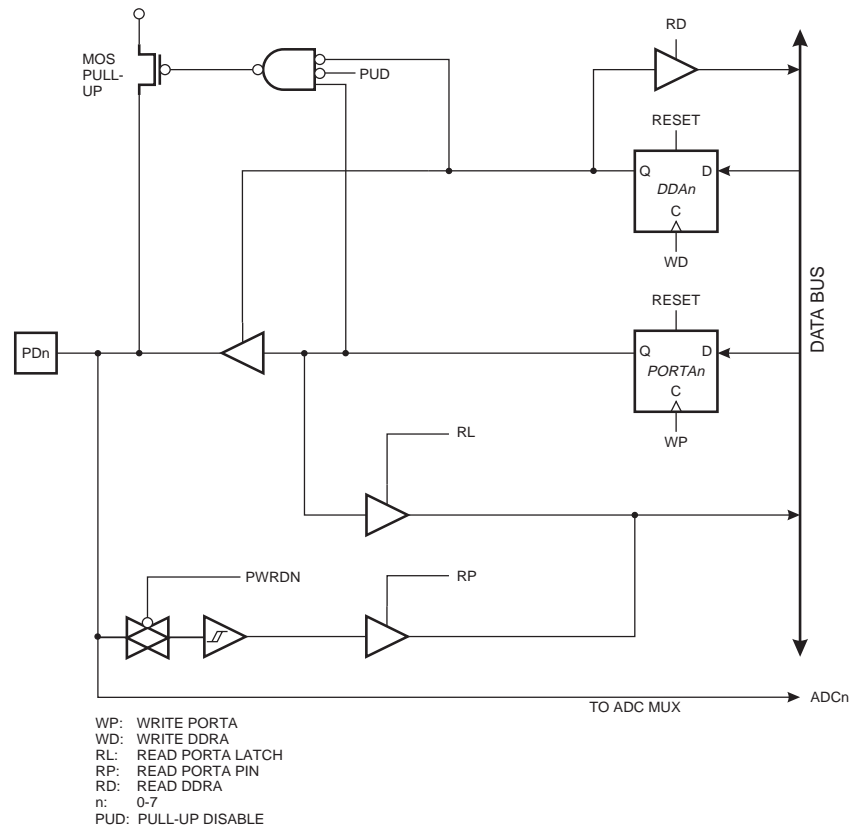 RD
MOS
PULL-
UP
PUD
RESET
Q
D
DDAn
C
WD
DATA BUS
RESET
PDn
Q
D
PORTAn
C
WP
RL
PWRDN
RP
TO ADC MUX
ADCn
WP: WRITE PORTA
WD: WRITE DDRA
RL: READ PORTA LATCH
RP: READ PORTA PIN
RD: READ DDRA
n: 0-7
PUD: PULL-UP DISABLE